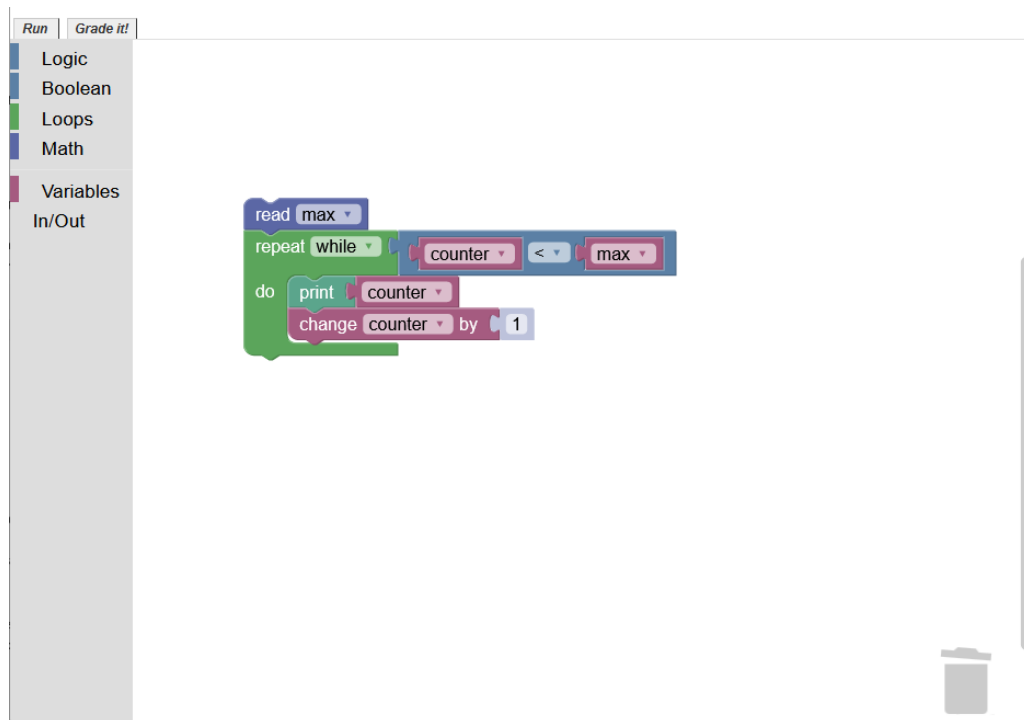 Run Grade it!
Logic
Boolean
Loops
Math
Variables
In/Out
read max
repeat while counter < max
do print counter
change counter by 1